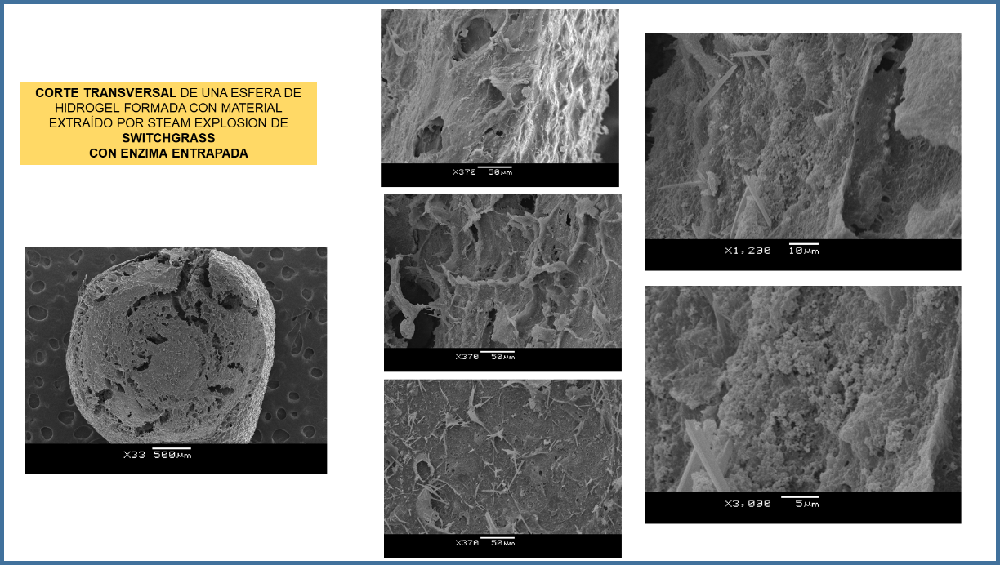 CORTE TRANSVERSAL DE UNA ESFERA DE
HIDROGEL FORMADA CON MATERIAL
EXTRAÍDO POR STEAM EXPLOSION DE
SWITCHGRASS
CON ENZIMA ENTRAPADA
X33 500µm
X370 50µm
X370 50µm
X370 50µm
X1,200 10µm
X3,000 5µm